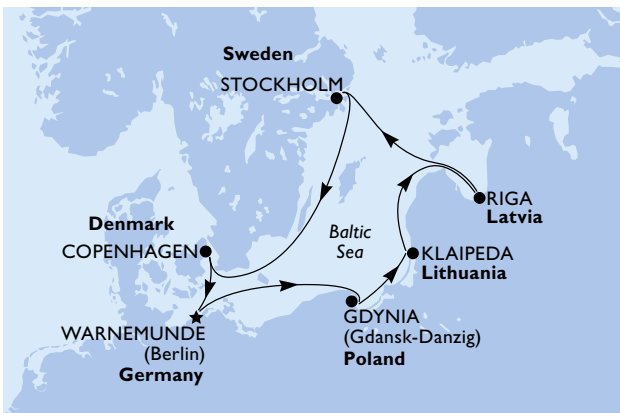 Sweden
STOCKHOLM
RIGA
Latvia
Denmark
COPENHAGEN
Baltic
Sea
KLAIPEDA
Lithuania
WARNEMUNDE
(Berlin)
Germany
GDYNIA
(Gdansk-Danzig)
Poland